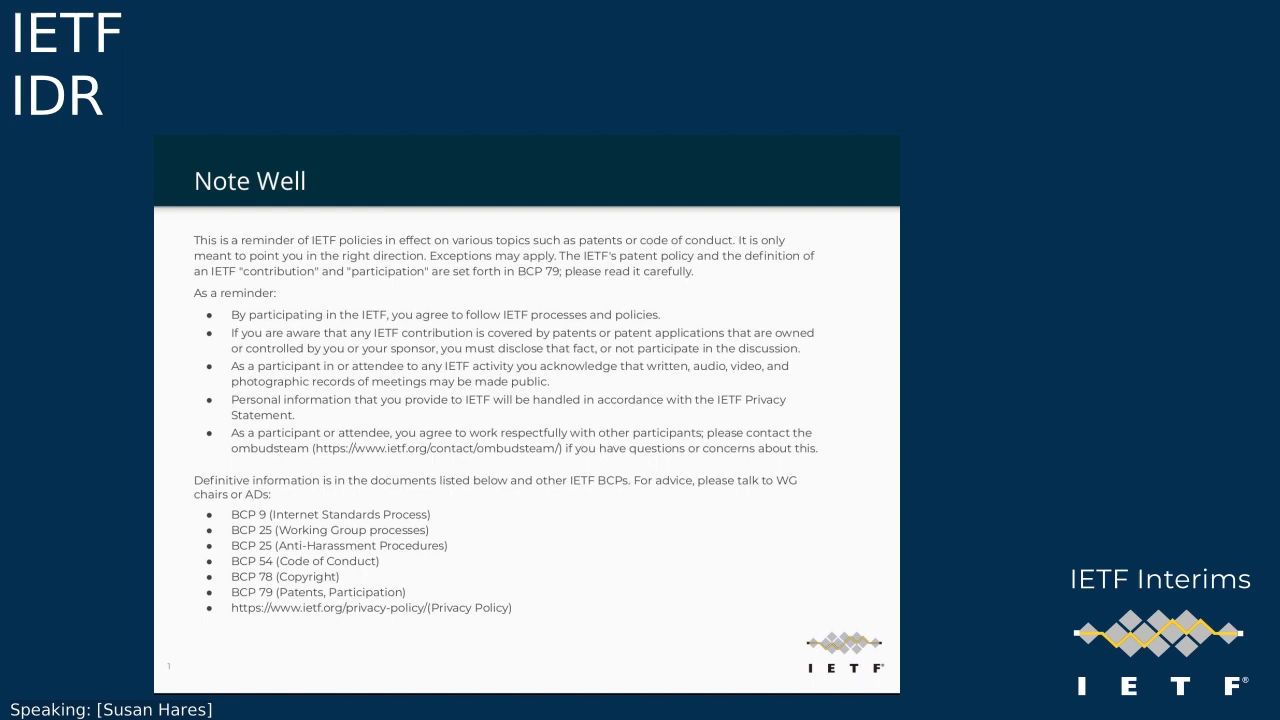 IETF
IDR
Note Well
This is a reminder of IETF policies in effect on various topics such as patents or code of conduct. It is only
meant to point you in the right direction. Exceptions may apply. The IETF's patent policy and the definition of
an IETF "contribution" and "participation" are set forth in BCP 79; please read it carefully.
As a reminder:
● By participating in the IETF, you agree to follow IETF processes and policies.
● If you are aware that any IETF contribution is covered by patents or patent applications that are owned
or controlled by you or your sponsor, you must disclose that fact, or not participate in the discussion.
● As a participant in or attendee to any IETF activity you acknowledge that written, audio, video, and
photographic records of meetings may be made public.
● Personal information that you provide to IETF will be handled in accordance with the IETF Privacy
Statement.
● As a participant or attendee, you agree to work respectfully with other participants; please contact the
ombudsteam (https://www.ietf.org/contact/ombudsteam/) if you have questions or concerns about this.
Definitive information is in the documents listed below and other IETF BCPs. For advice, please talk to WG
chairs or ADs:
● BCP 9 (Internet Standards Process)
● BCP 25 (Working Group processes)
● BCP 25 (Anti-Harassment Procedures)
● BCP 54 (Code of Conduct)
● BCP 78 (Copyright)
● BCP 79 (Patents, Participation)
● https://www.ietf.org/privacy-policy/(Privacy Policy)
1
I E T F®
IETF Interims
I E T F®
Speaking: [Susan Hares]